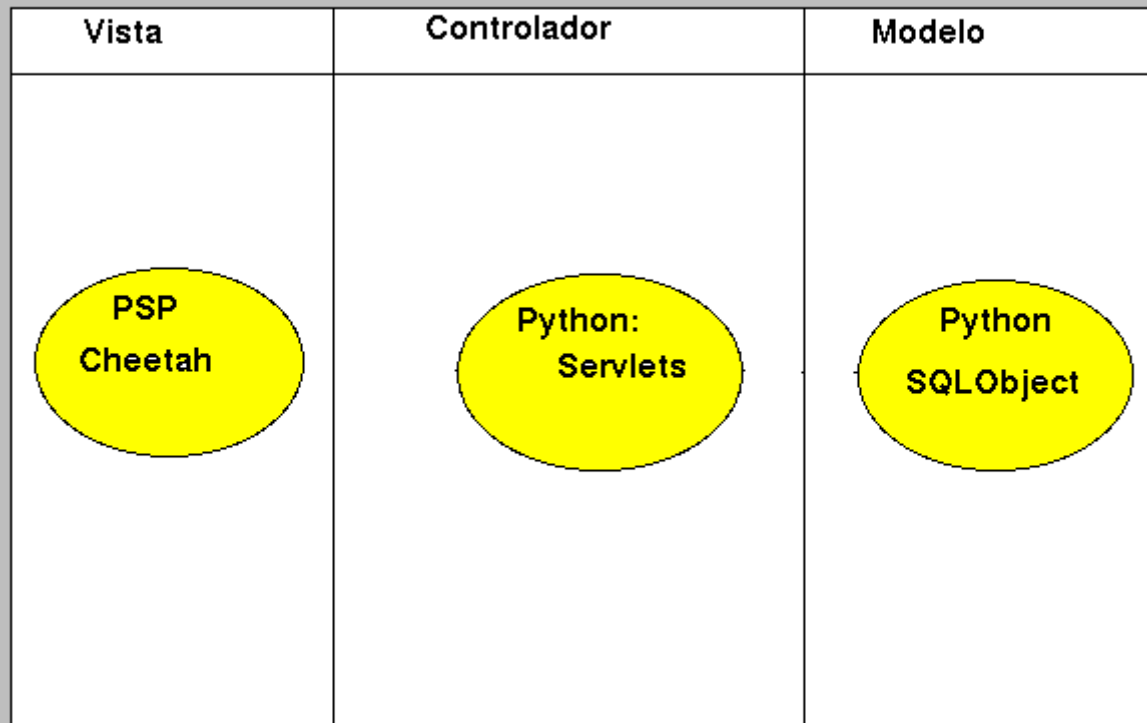 Vista
Controlador
Modelo
PSP
Cheetah
Python:
Servlets
Python
SQLObject